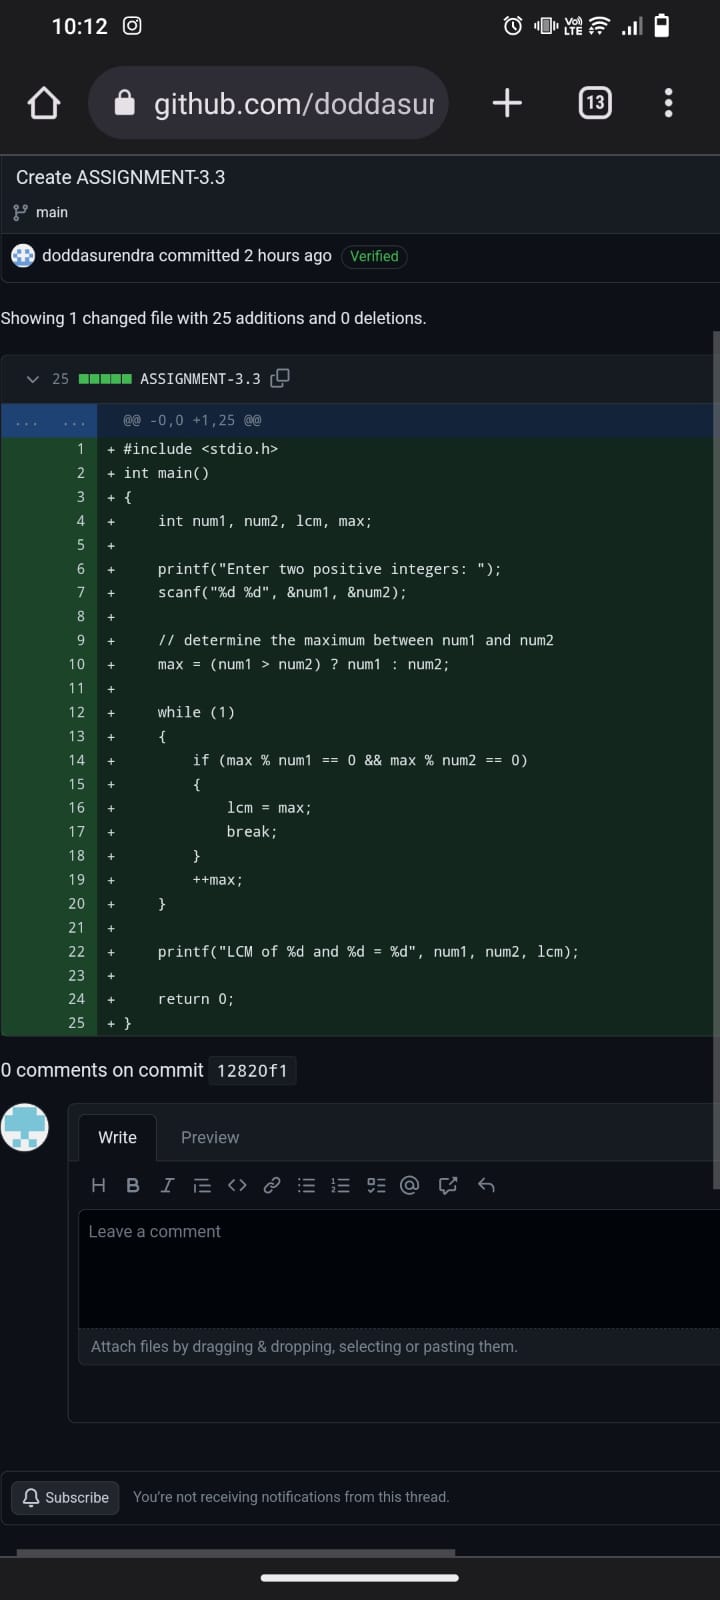 10:12
Vo) LTE
github.com/doddasur
13
Create ASSIGNMENT-3.3
main
doddasurendra committed 2 hours ago Verified
Showing 1 changed file with 25 additions and 0 deletions.
25 ASSIGNMENT-3.3
... ... @@ -0,0 +1,25 @@
1 + #include <stdio.h>
2 + int main()
3 + {
4 +     int num1, num2, lcm, max;
5 +
6 +     printf("Enter two positive integers: ");
7 +     scanf("%d %d", &num1, &num2);
8 +
9 +     // determine the maximum between num1 and num2
10 +     max = (num1 > num2) ? num1 : num2;
11 +
12 +     while (1)
13 +     {
14 +         if (max % num1 == 0 && max % num2 == 0)
15 +         {
16 +             lcm = max;
17 +             break;
18 +         }
19 +         ++max;
20 +     }
21 +
22 +     printf("LCM of %d and %d = %d", num1, num2, lcm);
23 +
24 +     return 0;
25 + }
0 comments on commit 12820f1
Write Preview
Leave a comment
Attach files by dragging & dropping, selecting or pasting them.
Subscribe You're not receiving notifications from this thread.